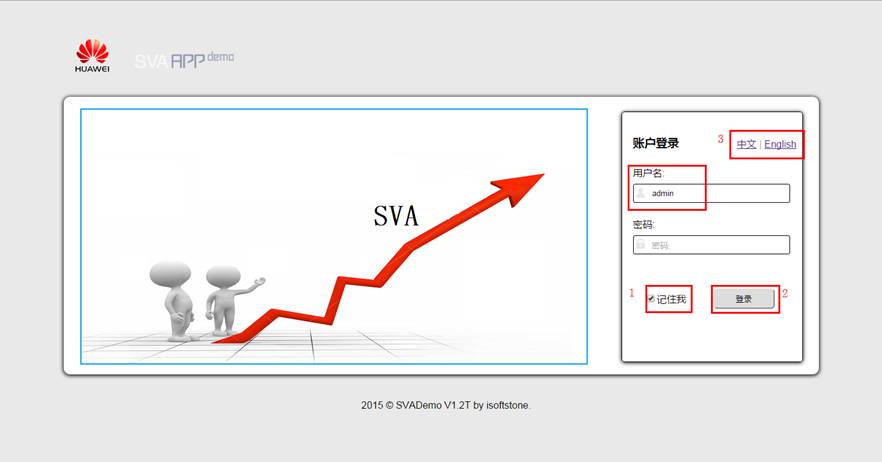 HUAWEI
SVA APP demo
账户登录
3
中文 | English
用户名:
admin
SVA
密码:
密码:
1
记住我
登录
2
2015 © SVADemo V1.2T by isoftstone.